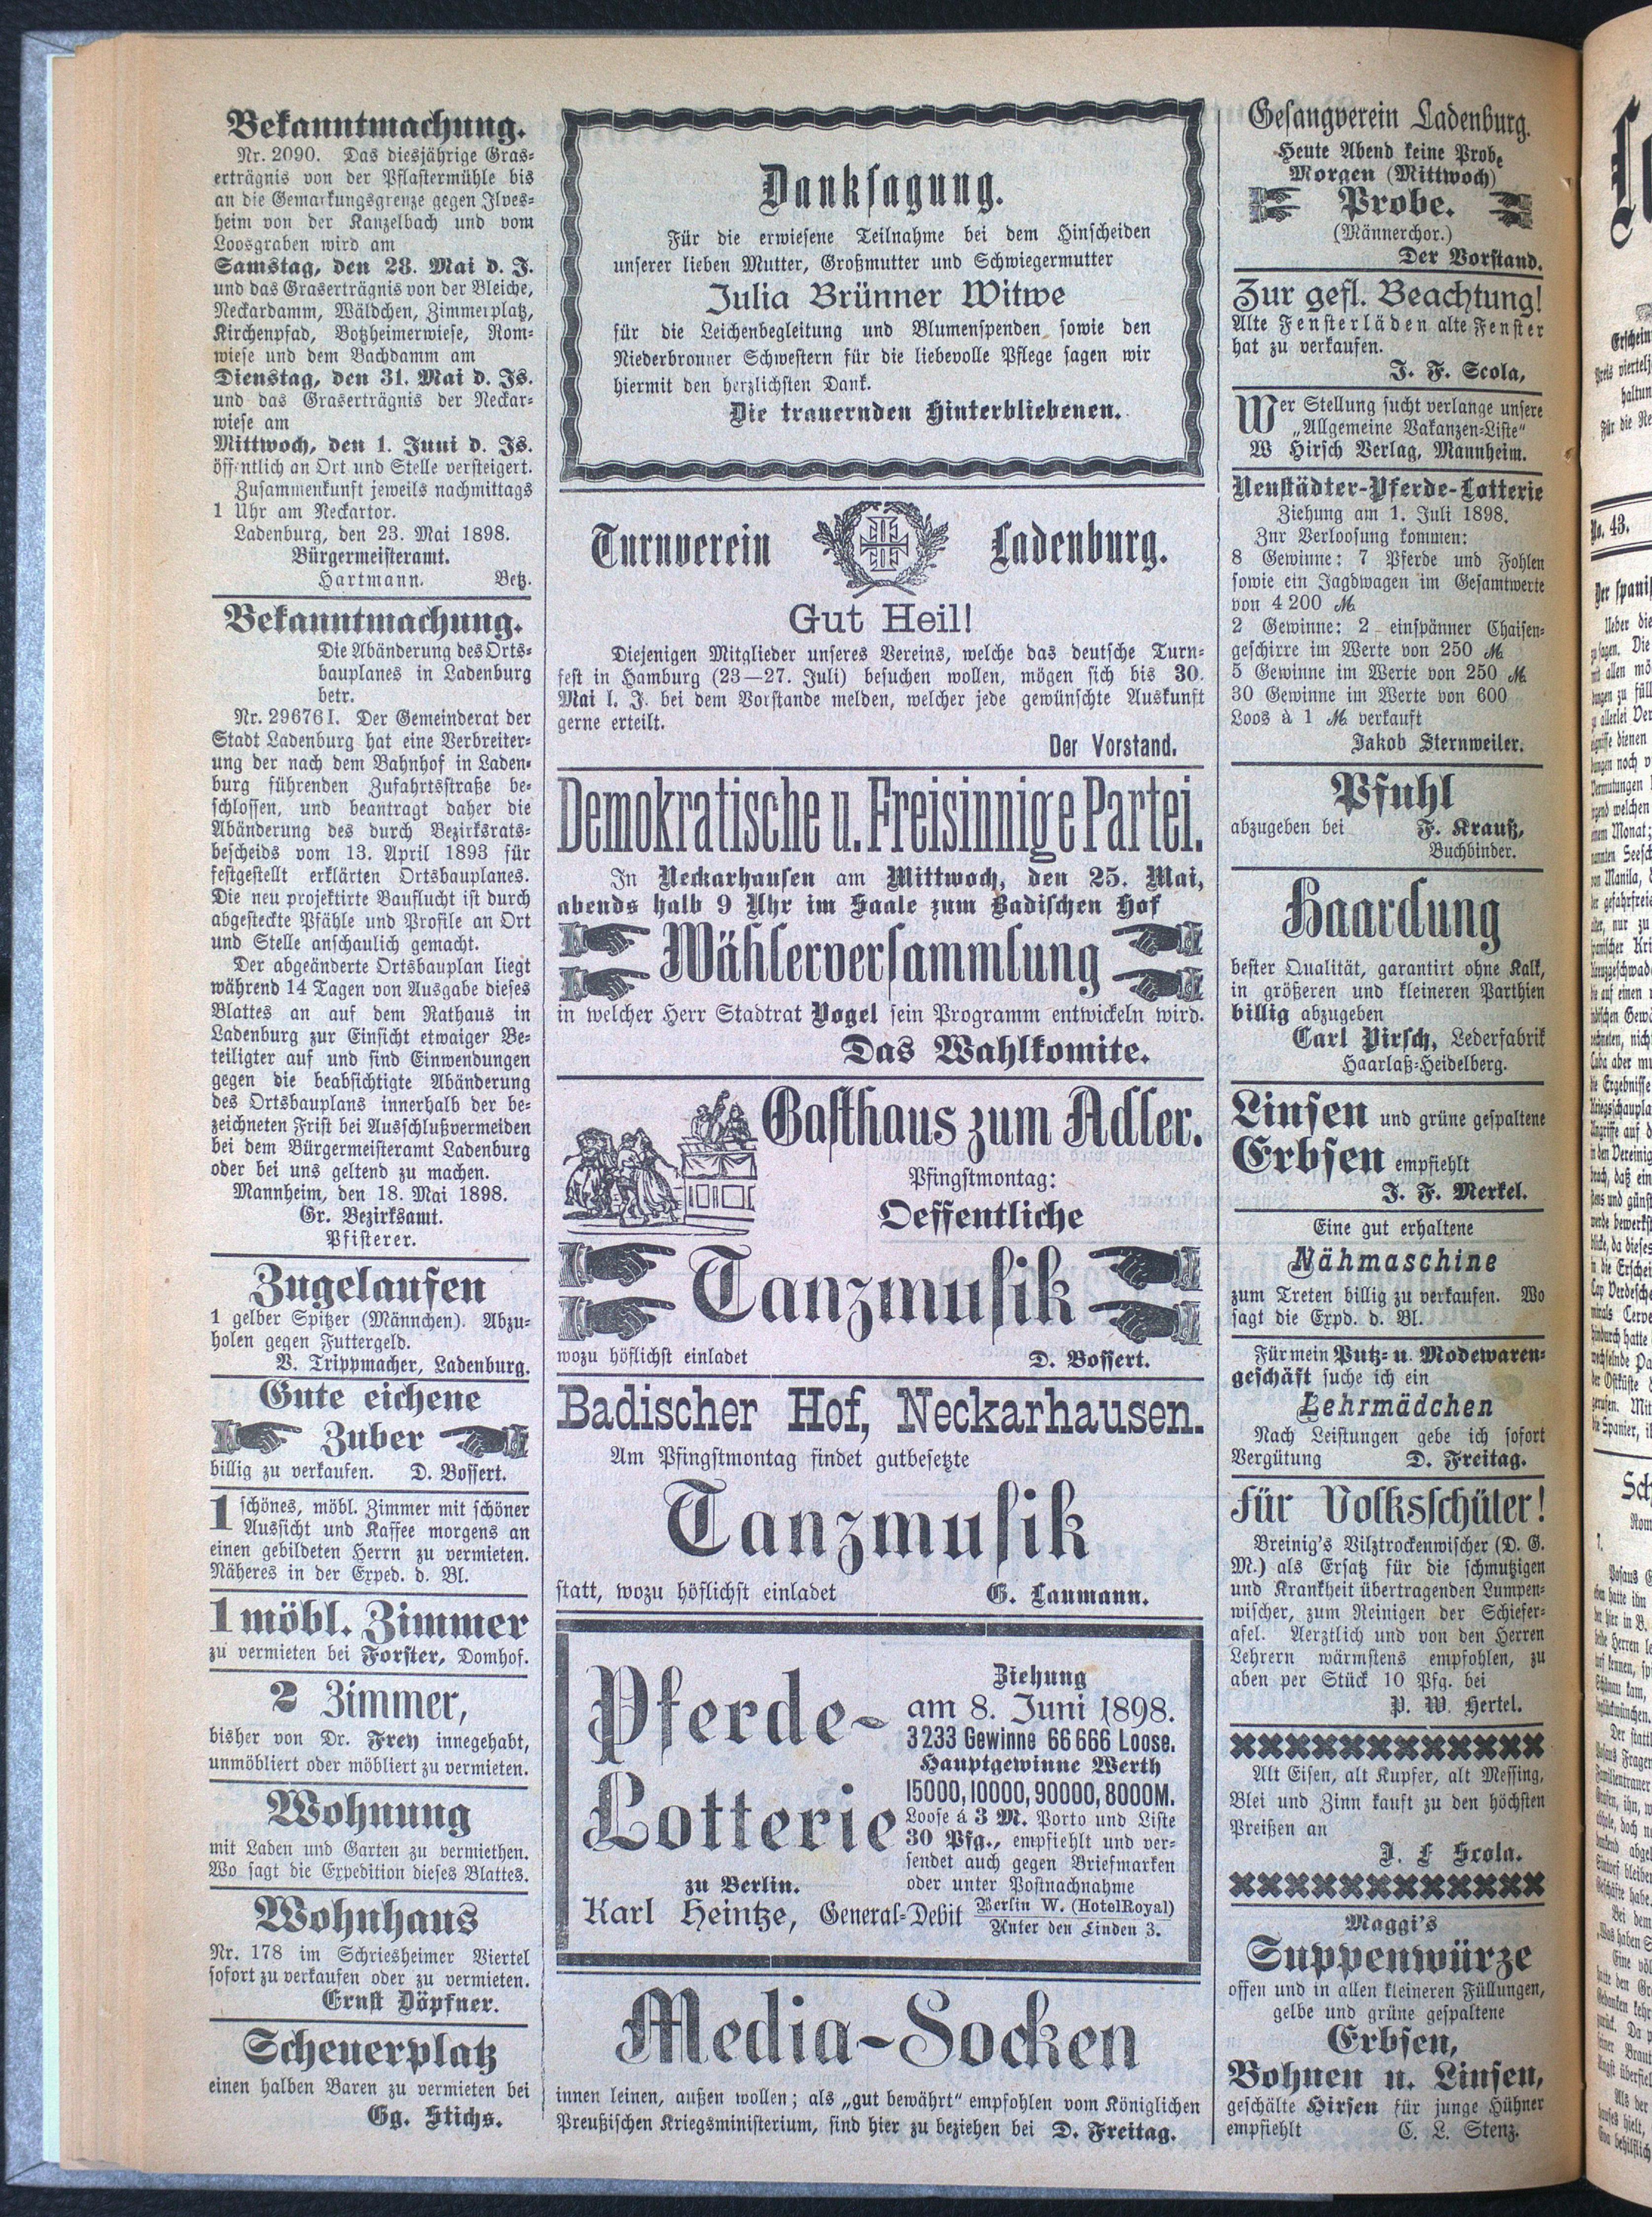 Bekanntmachung.
Nr. 2090. Das diesjährige Gras-
erträgnis von der Pflastermühle bis
an die Gemarkungsgrenze gegen Ilves-
heim von der Kanzelbach und vom
Loosgraben wird am
Samstag, den 28. Mai d. J.
und das Graserträgnis von der Bleiche,
Neckardamm, Wäldchen, Zimmerplatz,
Kirchenpfad, Botzheimerwiese, Rom-
wiese und dem Bachdamm am
Dienstag, den 31. Mai d. Js.
und das Graserträgnis der Neckar-
wiese am
Mittwoch, den 1. Juni d. Js.
öffentlich an Ort und Stelle versteigert.
Zusammenkunft jeweils nachmittags
1 Uhr am Neckartor.
Ladenburg, den 23. Mai 1898.
Bürgermeisteramt.
Hartmann. Betz.
Bekanntmachung.
Die Abänderung des Orts-
bauplanes in Ladenburg
betr.
Nr. 29676 I. Der Gemeinderat der
Stadt Ladenburg hat eine Verbreiter-
ung der nach dem Bahnhof in Laden-
burg führenden Zufahrtsstraße be-
schlossen, und beantragt daher die
Abänderung des durch Bezirksrats-
bescheids vom 13. April 1893 für
festgestellt erklärten Ortsbauplanes.
Die neu projektirte Bauflucht ist durch
abgesteckte Pfähle und Profile an Ort
und Stelle anschaulich gemacht.
Der abgeänderte Ortsbauplan liegt
während 14 Tagen von Ausgabe dieses
Blattes an auf dem Rathaus in
Ladenburg zur Einsicht etwaiger Be-
teiligter auf und sind Einwendungen
gegen die beabsichtigte Abänderung
des Ortsbauplans innerhalb der be-
zeichneten Frist bei Ausschlußvermeiden
bei dem Bürgermeisteramt Ladenburg
oder bei uns geltend zu machen.
Mannheim, den 18. Mai 1898.
Gr. Bezirksamt.
Pfisterer.
Zugelaufen
1 gelber Spitzer (Männchen). Abzu-
holen gegen Futtergeld.
V. Trippmacher, Ladenburg.
Gute eichene
Zuber
billig zu verkaufen. D. Bossert.
1 schönes, möbl. Zimmer mit schöner
Aussicht und Kaffee morgens an
einen gebildeten Herrn zu vermieten.
Näheres in der Exped. d. Bl.
1 möbl. Zimmer
zu vermieten bei Forster, Domhof.
2 Zimmer,
bisher von Dr. Frey innegehabt,
unmöbliert oder möbliert zu vermieten.
Wohnung
mit Laden und Garten zu vermiethen.
Wo sagt die Expedition dieses Blattes.
Wohnhaus
Nr. 178 im Schriesheimer Viertel
sofort zu verkaufen oder zu vermieten.
Ernst Döpfner.
Scheuerplatz
einen halben Baren zu vermieten bei
Gg. Stichs.
Danksagung.
Für die erwiesene Teilnahme bei dem Hinscheiden
unserer lieben Mutter, Großmutter und Schwiegermutter
Julia Brünner Witwe
für die Leichenbegleitung und Blumenspenden sowie den
Niederbronner Schwestern für die liebevolle Pflege sagen wir
hiermit den herzlichsten Dank.
Die trauernden Hinterbliebenen.
Turnverein Ladenburg.
Gut Heil!
Diejenigen Mitglieder unseres Vereins, welche das deutsche Turn-
fest in Hamburg (23—27. Juli) besuchen wollen, mögen sich bis 30.
Mai l. J. bei dem Vorstande melden, welcher jede gewünschte Auskunft
gerne erteilt.
Der Vorstand.
Demokratische u. Freisinnige Partei.
In Neckarhausen am Mittwoch, den 25. Mai,
abends halb 9 Uhr im Saale zum Badischen Hof
Wählerversammlung
in welcher Herr Stadtrat Vogel sein Programm entwickeln wird.
Das Wahlkomite.
Gasthaus zum Adler.
Pfingstmontag:
Oeffentliche
Tanzmusik
wozu höflichst einladet D. Bossert.
Badischer Hof, Neckarhausen.
Am Pfingstmontag findet gutbesetzte
Tanzmusik
statt, wozu höflichst einladet G. Laumann.
Pferde-
Lotterie
zu Berlin.
Ziehung
am 8. Juni 1898.
3233 Gewinne 66666 Loose.
Hauptgewinne Werth
15000, 10000, 90000, 8000M.
Loose á 3 M. Porto und Liste
30 Pfg., empfiehlt und ver-
sendet auch gegen Briefmarken
oder unter Postnachnahme
Karl Heintze, General-Debit Berlin W. (Hotel Royal)
Unter den Linden 3.
Media-Socken
innen leinen, außen wollen; als „gut bewährt“ empfohlen vom Königlichen
Preußischen Kriegsministerium, sind hier zu beziehen bei D. Freitag.
Gesangverein Ladenburg.
Heute Abend keine Probe
Morgen (Mittwoch)
Probe.
(Männerchor.)
Der Vorstand.
Zur gefl. Beachtung!
Alte Fensterläden alte Fenster
hat zu verkaufen.
J. F. Scola,
Wer Stellung sucht verlange unsere
„Allgemeine Vakanzen-Liste“
W Hirsch Verlag, Mannheim.
Neustädter-Pferde-Lotterie
Ziehung am 1. Juli 1898.
Zur Verloosung kommen:
8 Gewinne: 7 Pferde und Fohlen
sowie ein Jagdwagen im Gesamtwerte
von 4200 M
2 Gewinne: 2 einspänner Chaisen-
geschirre im Werte von 250 M
5 Gewinne im Werte von 250 M
30 Gewinne im Werte von 600
Loos à 1 M verkauft
Jakob Sternweiler.
Pfuhl
abzugeben bei F. Krauß,
Buchbinder.
Haardung
bester Qualität, garantirt ohne Kalk,
in größeren und kleineren Parthien
billig abzugeben
Carl Pirsch, Lederfabrik
Haarlaß-Heidelberg.
Linsen und grüne gespaltene
Erbsen empfiehlt
J. F. Merkel.
Eine gut erhaltene
Nähmaschine
zum Treten billig zu verkaufen. Wo
sagt die Expd. d. Bl.
Für mein Putz- u. Modewaren-
geschäft suche ich ein
Lehrmädchen
Nach Leistungen gebe ich sofort
Vergütung D. Freitag.
Für Volksschüler!
Breinig's Vilztrockenwischer (D. G.
M.) als Ersatz für die schmutzigen
und Krankheit übertragenden Lumpen-
wischer, zum Reinigen der Schiefer-
afel. Aerztlich und von den Herren
Lehrern wärmstens empfohlen, zu
aben per Stück 10 Pfg. bei
P. W. Hertel.
Alt Eisen, alt Kupfer, alt Messing,
Blei und Zinn kauft zu den höchsten
Preißen an
J. F Scola.
Maggi's
Suppenwürze
offen und in allen kleineren Füllungen,
gelbe und grüne gespaltene
Erbsen,
Bohnen u. Linsen,
geschälte Hirsen für junge Hühner
empfiehlt C. L. Stenz.
No. 43.